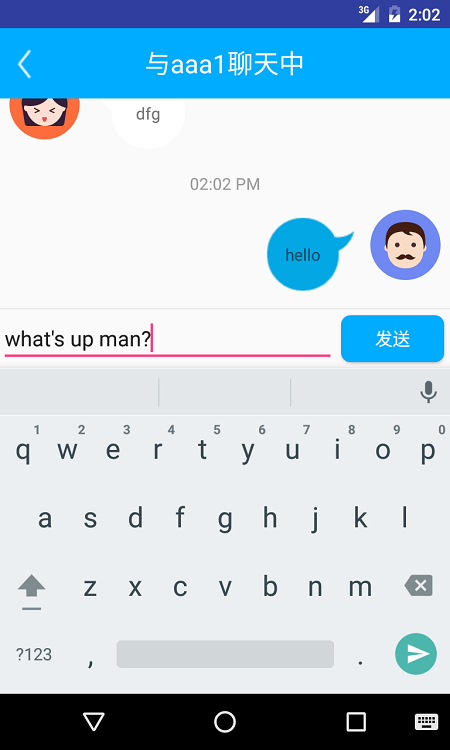 3G 2:02
与aaa1聊天中
dfg
02:02 PM
hello
what's up man?
发送
1 2 3 4 5 6 7 8 9 0
q w e r t y u i o p
a s d f g h j k l
z x c v b n m
?123 , .